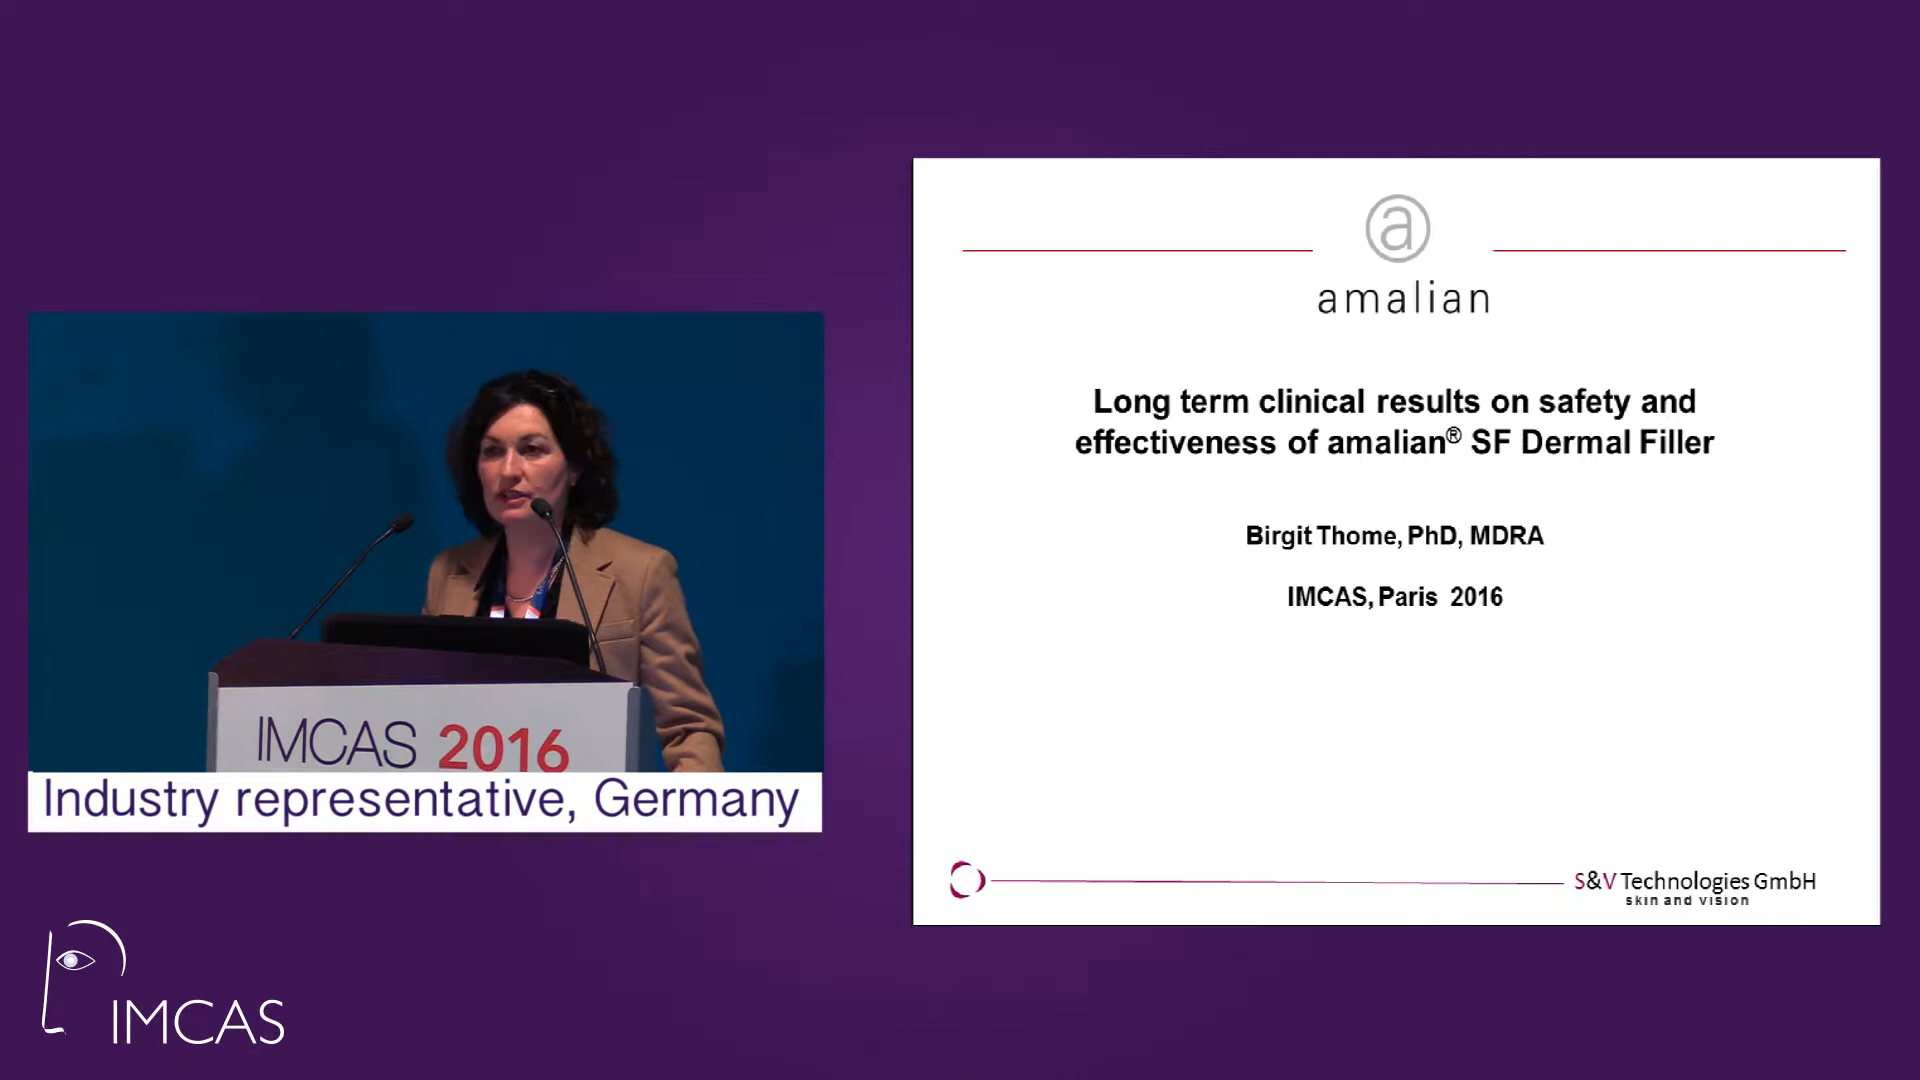 IMCAS 2016
Industry representative, Germany
IMCAS
a
amalian
Long term clinical results on safety and
effectiveness of amalian® SF Dermal Filler
Birgit Thome, PhD, MDRA
IMCAS, Paris 2016
S&V Technologies GmbH
skin and vision